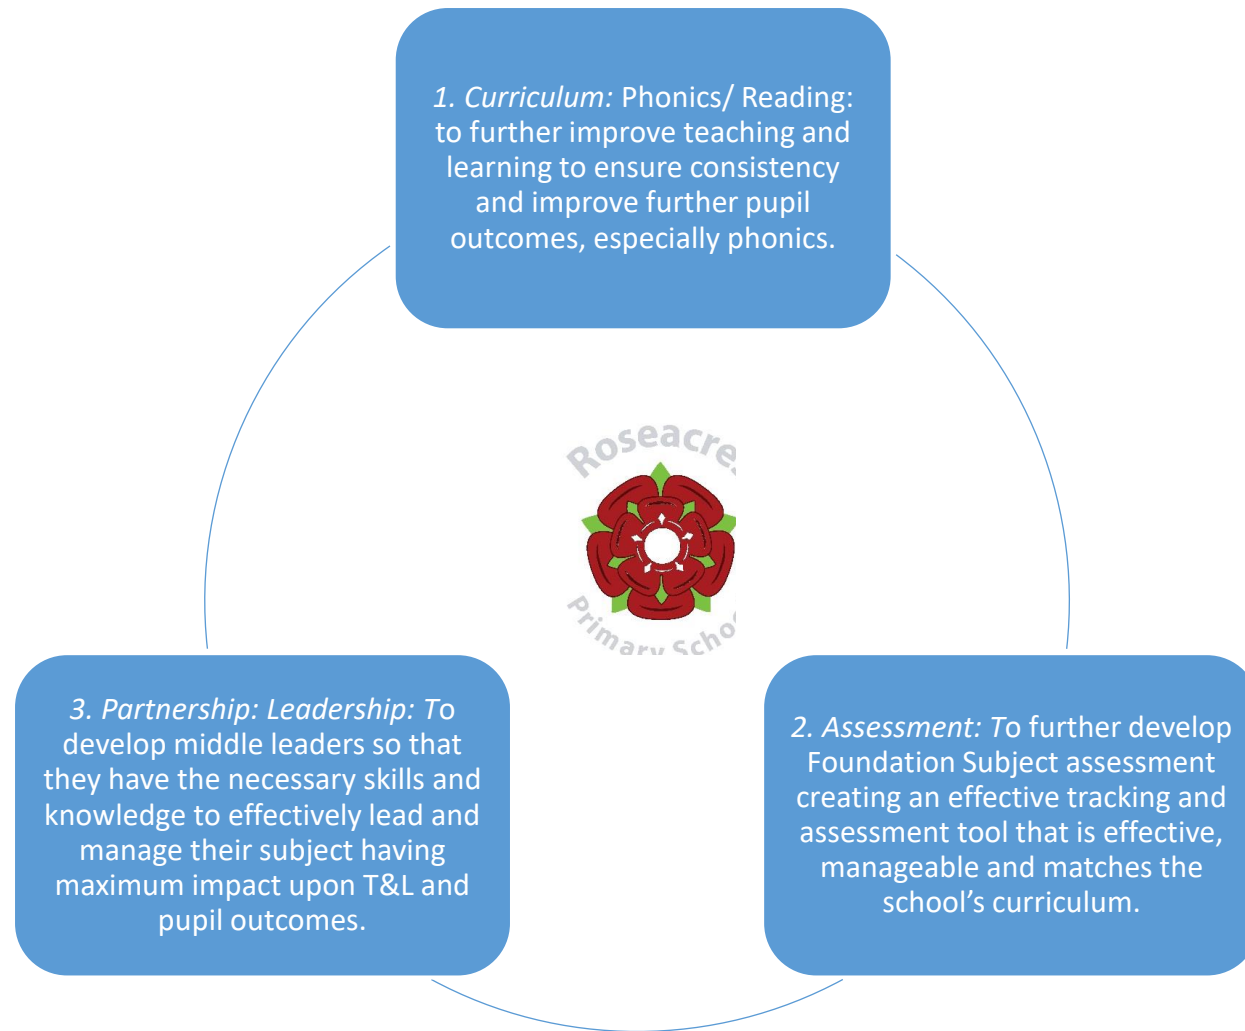 1. Curriculum: Phonics/ Reading:
to further improve teaching and
learning to ensure consistency
and improve further pupil
outcomes, especially phonics.
Roseacres
Primary School
3. Partnership: Leadership: To
develop middle leaders so that
they have the necessary skills and
knowledge to effectively lead and
manage their subject having
maximum impact upon T&L and
pupil outcomes.
2. Assessment: To further develop
Foundation Subject assessment
creating an effective tracking and
assessment tool that is effective,
manageable and matches the
school’s curriculum.